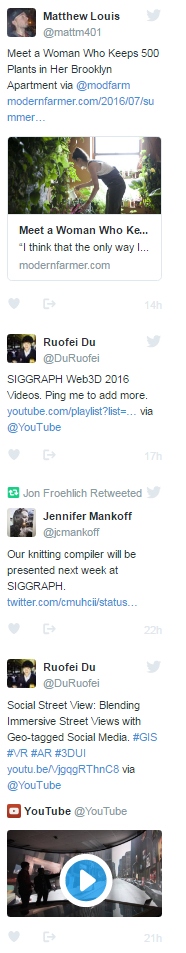 Matthew Louis
@mattm401
Meet a Woman Who Keeps 500
Plants in Her Brooklyn
Apartment via @modfarm
modernfarmer.com/2016/07/su
mmer…
Meet a Woman Who Ke...
“I think that the only way I...
modernfarmer.com
14h
Ruofei Du
@DuRuofei
SIGGRAPH Web3D 2016
Videos. Ping me to add more.
youtube.com/playlist?list=… via
@YouTube
17h
Jon Froehlich Retweeted
Jennifer Mankoff
@jcmankoff
Our knitting compiler will be
presented next week at
SIGGRAPH.
twitter.com/cmuhcii/status…
22h
Ruofei Du
@DuRuofei
Social Street View: Blending
Immersive Street Views with
Geo-tagged Social Media. #GIS
#VR #AR #3DUI
youtu.be/VjgqgRThnC8 via
@YouTube
YouTube @YouTube
21h